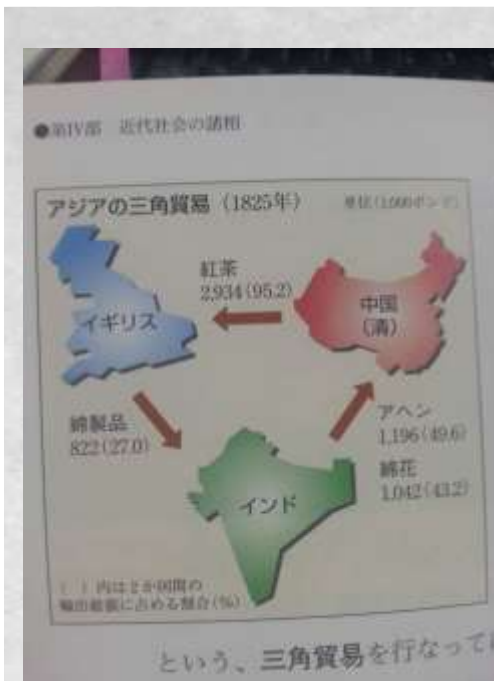 ●第IV部 近代社会の諸相
アジアの三角貿易(1825年)
単位(1,000ポンド)
紅茶
2,934(95.2)
中国
(清)
イギリス
綿製品
822(27.0)
アヘン
1,196(49.6)
綿花
1,042(43.2)
インド
( )内は2か国間の
輸出総額に占める割合(%)
という、三角貿易を行なって